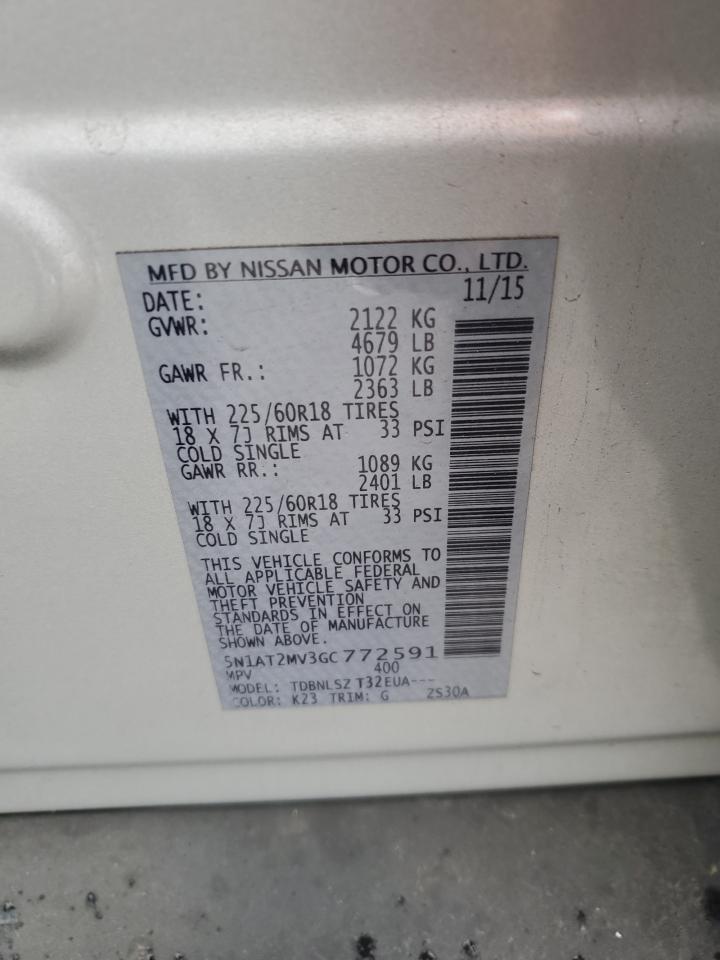 MFD BY NISSAN MOTOR CO., LTD.
DATE: 11/15
GVWR: 2122 KG
4679 LB
GAWR FR.: 1072 KG
2363 LB
WITH 225/60R18 TIRES
18 X 7J RIMS AT 33 PSI
COLD SINGLE
GAWR RR.: 1089 KG
2401 LB
WITH 225/60R18 TIRES
18 X 7J RIMS AT 33 PSI
COLD SINGLE
THIS VEHICLE CONFORMS TO
ALL APPLICABLE FEDERAL
MOTOR VEHICLE SAFETY AND
THEFT PREVENTION
STANDARDS IN EFFECT ON
THE DATE OF MANUFACTURE
SHOWN ABOVE.
5N1AT2MV3GC772591
MPV 400
MODEL: TDBNLSZ T32EUA---
COLOR: K23 TRIM: G ZS30A